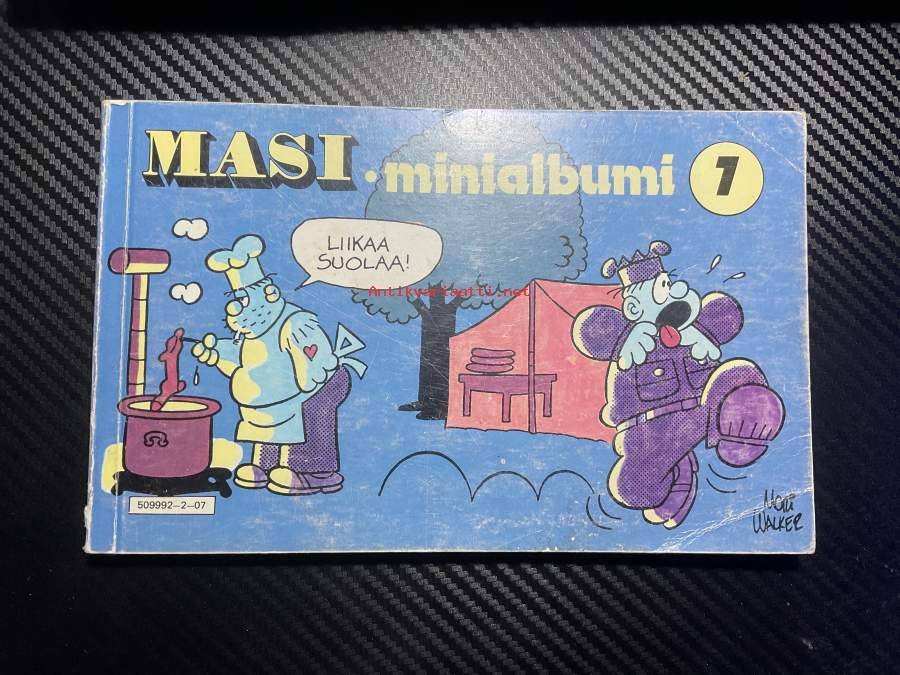 MASI • minialbumi 7
LIIKAA
SUOLAA!
Antikvariaatti.net
509992-2-07
MORT
WALKER